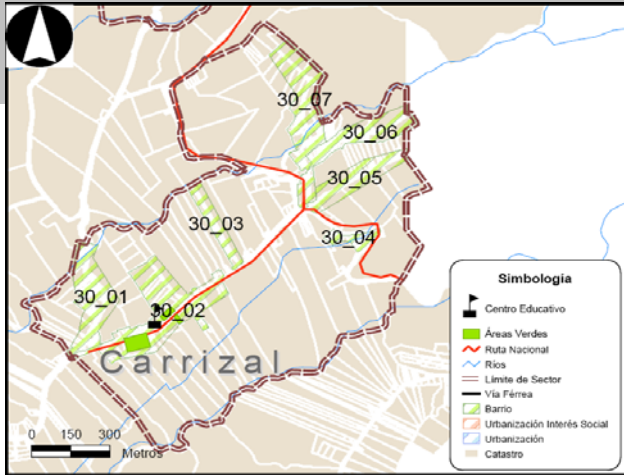 30_07
30_06
30_05
30_03
30_04
30_01
30_02
Carrizal
0 150 300
Metros
Simbología
Centro Educativo
Áreas Verdes
Ruta Nacional
Ríos
Límite de Sector
Vía Férrea
Barrio
Urbanización Interés Social
Urbanización
Catastro